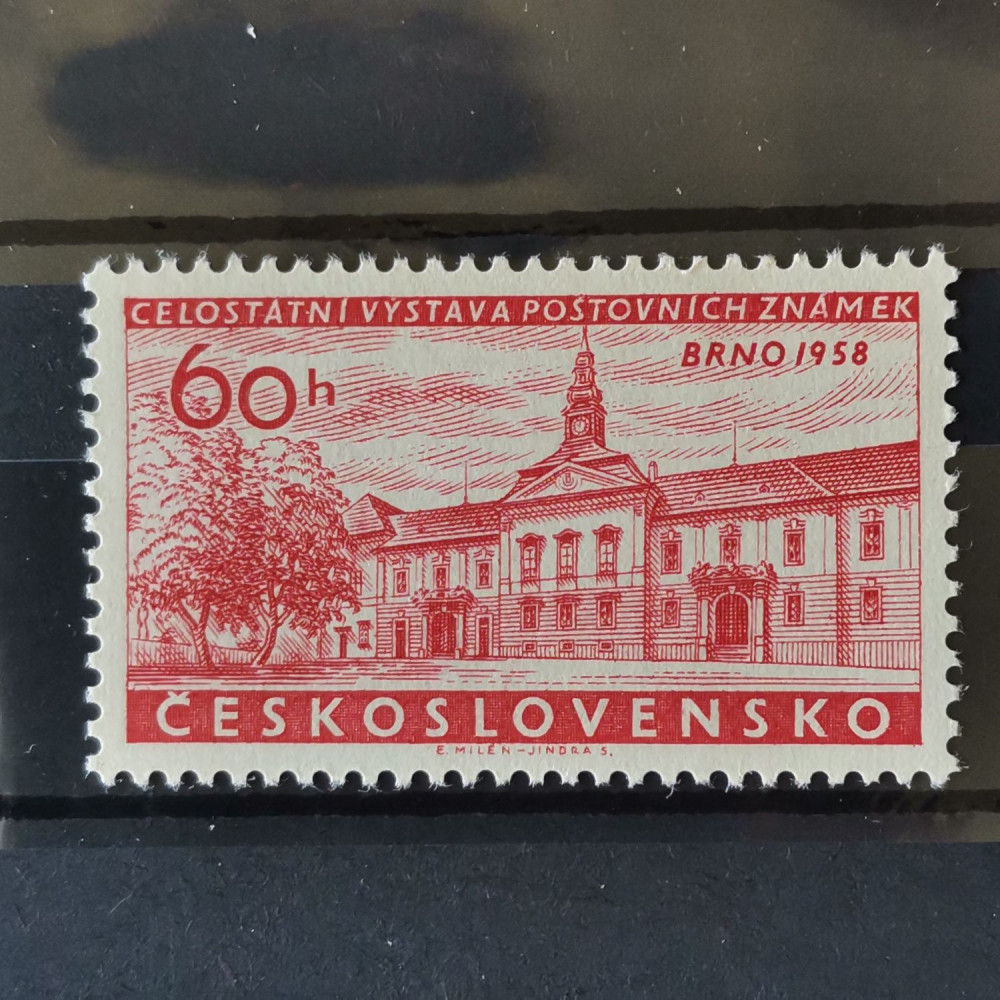 CELOSTÁTNÍ VÝSTAVA POŠTOVNÍCH ZNÁMEK
60h
BRNO 1958
ČESKOSLOVENSKO
E. MILÉN-JINDRA S.